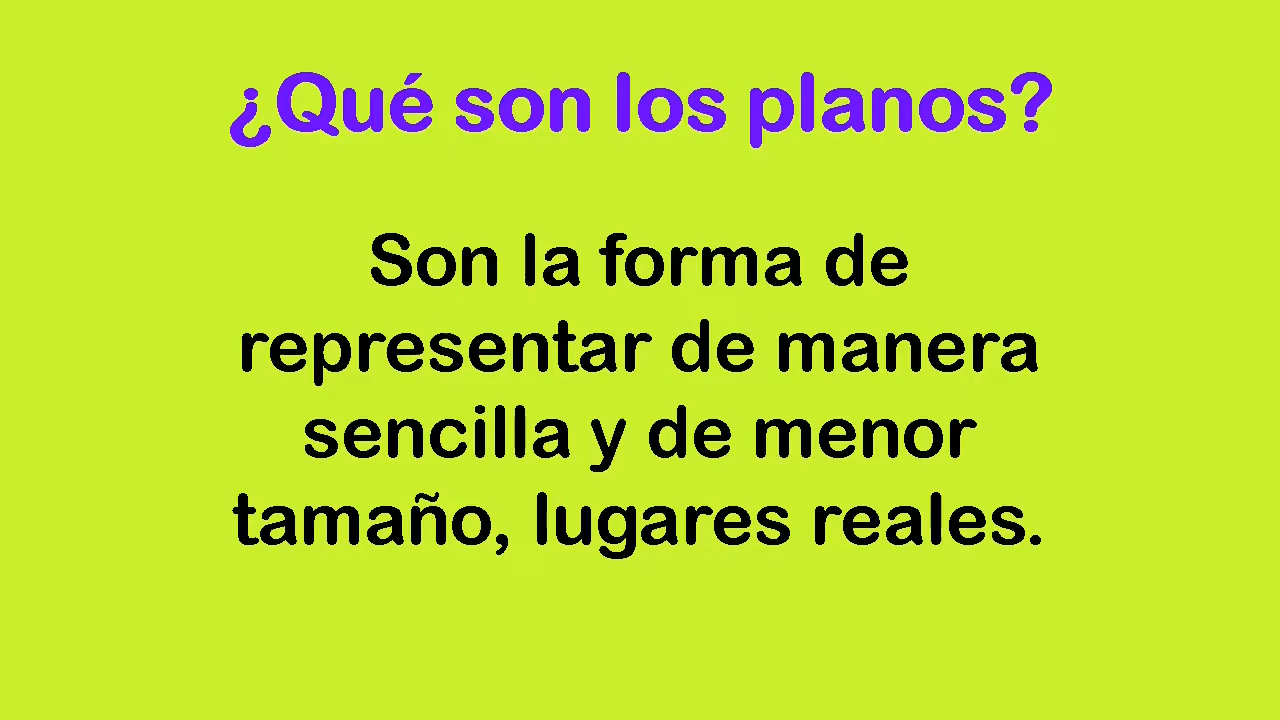 ¿Qué son los planos?
Son la forma de
representar de manera
sencilla y de menor
tamaño, lugares reales.